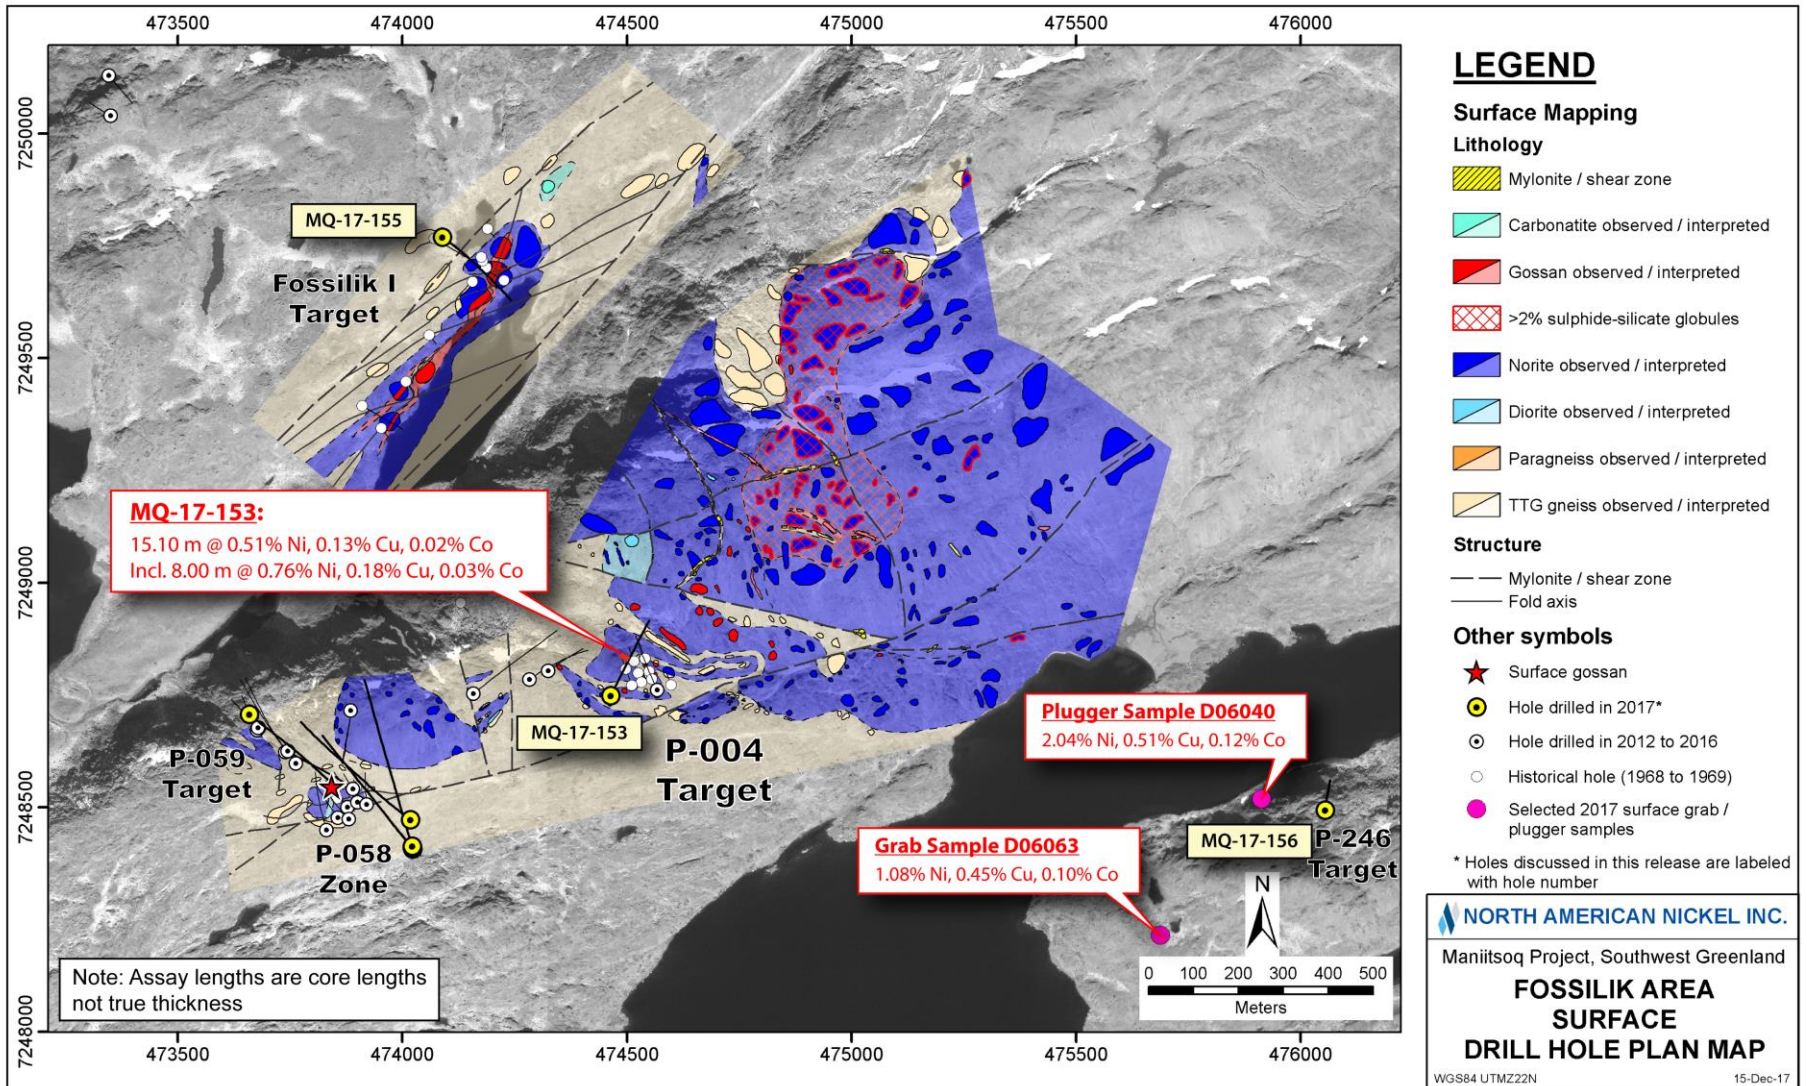 473500 474000 474500 475000 475500 476000
7250000
7249500
7249000
7248500
7248000
MQ-17-155
Fossilik I
Target
MQ-17-153:
15.10 m @ 0.51% Ni, 0.13% Cu, 0.02% Co
Incl. 8.00 m @ 0.76% Ni, 0.18% Cu, 0.03% Co
MQ-17-153
P-004
Target
P-059
Target
P-058
Zone
Plugger Sample D06040
2.04% Ni, 0.51% Cu, 0.12% Co
MQ-17-156
P-246
Target
Grab Sample D06063
1.08% Ni, 0.45% Cu, 0.10% Co
N
0 100 200 300 400 500
Meters
Note: Assay lengths are core lengths
not true thickness
473500 474000 474500 475000 475500 476000
LEGEND
Surface Mapping
Lithology
Mylonite / shear zone
Carbonatite observed / interpreted
Gossan observed / interpreted
>2% sulphide-silicate globules
Norite observed / interpreted
Diorite observed / interpreted
Paragneiss observed / interpreted
TTG gneiss observed / interpreted
Structure
Mylonite / shear zone
Fold axis
Other symbols
Surface gossan
Hole drilled in 2017*
Hole drilled in 2012 to 2016
Historical hole (1968 to 1969)
Selected 2017 surface grab /
plugger samples
* Holes discussed in this release are labeled
with hole number
NORTH AMERICAN NICKEL INC.
Maniitsoq Project, Southwest Greenland
FOSSILIK AREA
SURFACE
DRILL HOLE PLAN MAP
WGS84 UTMZ22N 15-Dec-17